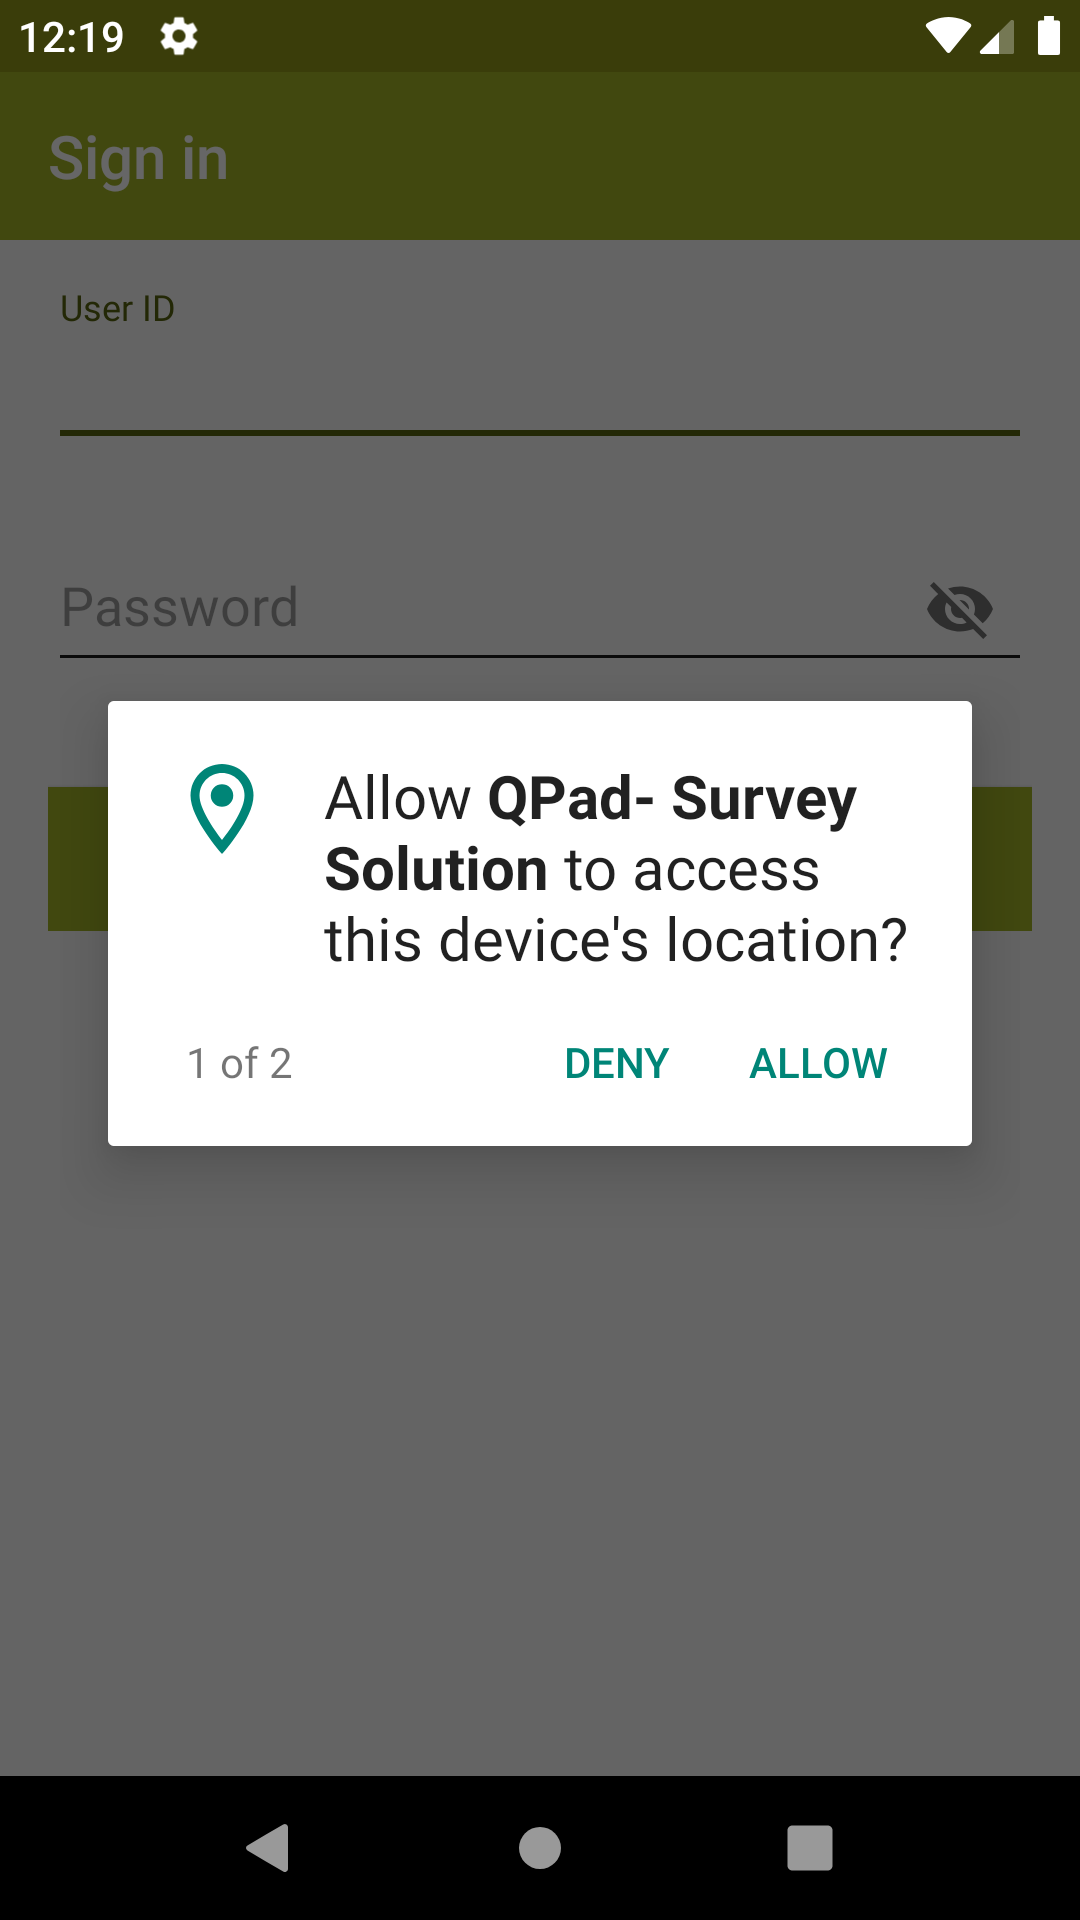 12:19
Sign in
User ID
Password
Allow QPad- Survey
Solution to access
this device's location?
1 of 2
DENY
ALLOW